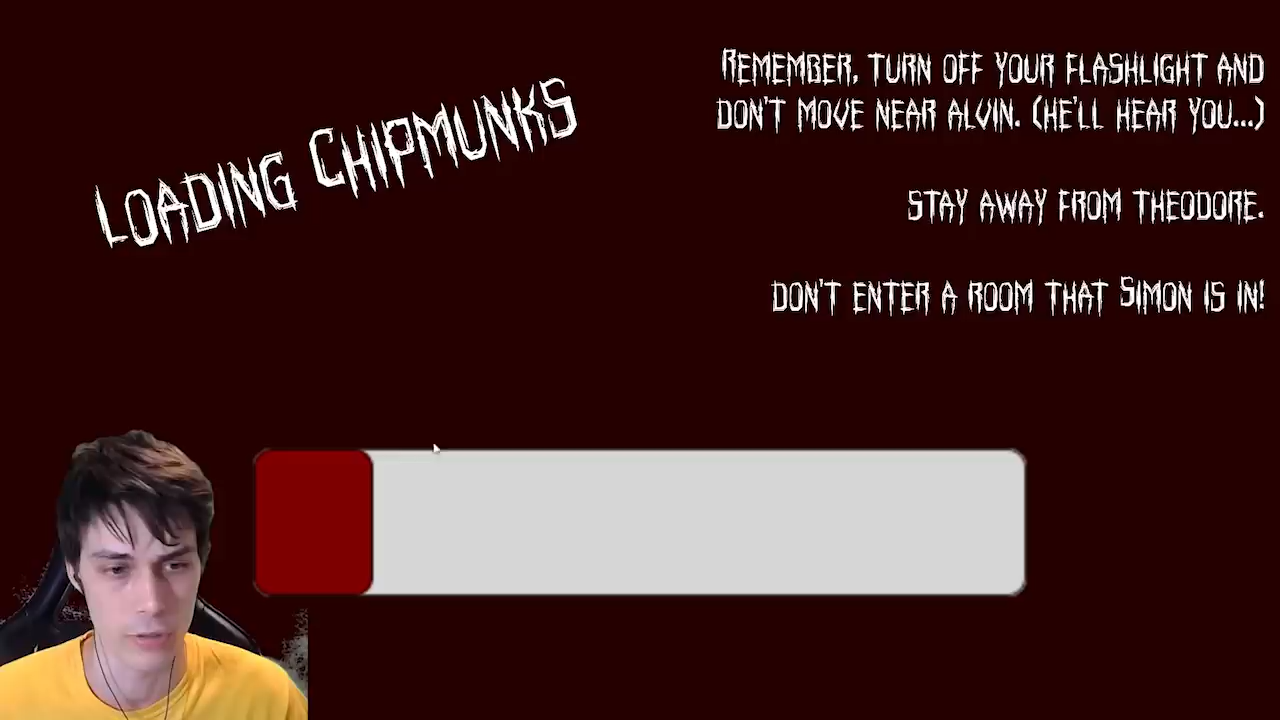 Loading Chipmunks
Remember, turn off your flashlight and
don't move near alvin. (he'll hear you...)
stay away from theodore.
don't enter a room that Simon is in!